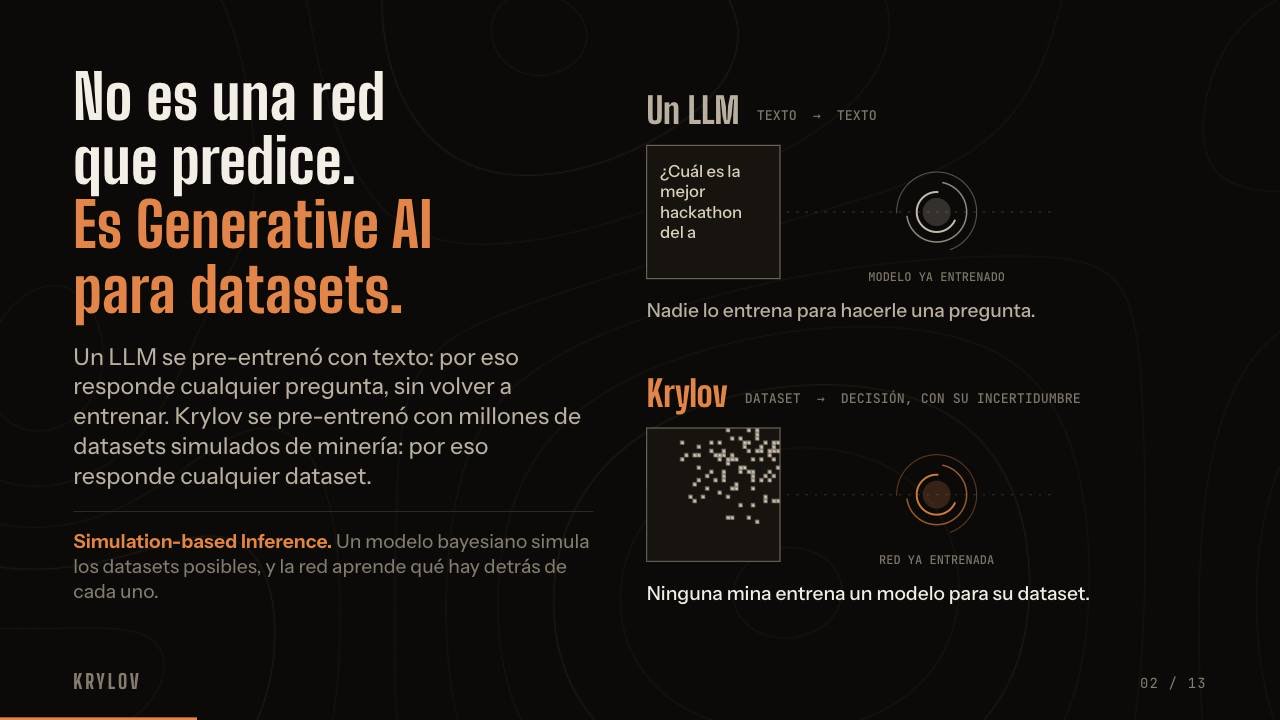 No es una red
que predice.
Es Generative AI
para datasets.
Un LLM se pre-entrenó con texto: por eso
responde cualquier pregunta, sin volver a
entrenar. Krylov se pre-entrenó con millones de
datasets simulados de minería: por eso
responde cualquier dataset.
Simulation-based Inference. Un modelo bayesiano simula
los datasets posibles, y la red aprende qué hay detrás de
cada uno.
Un LLM TEXTO → TEXTO
¿Cuál es la
mejor
hackathon
del a
MODELO YA ENTRENADO
Nadie lo entrena para hacerle una pregunta.
Krylov DATASET → DECISIÓN, CON SU INCERTIDUMBRE
RED YA ENTRENADA
Ninguna mina entrena un modelo para su dataset.
KRYLOV
02 / 13